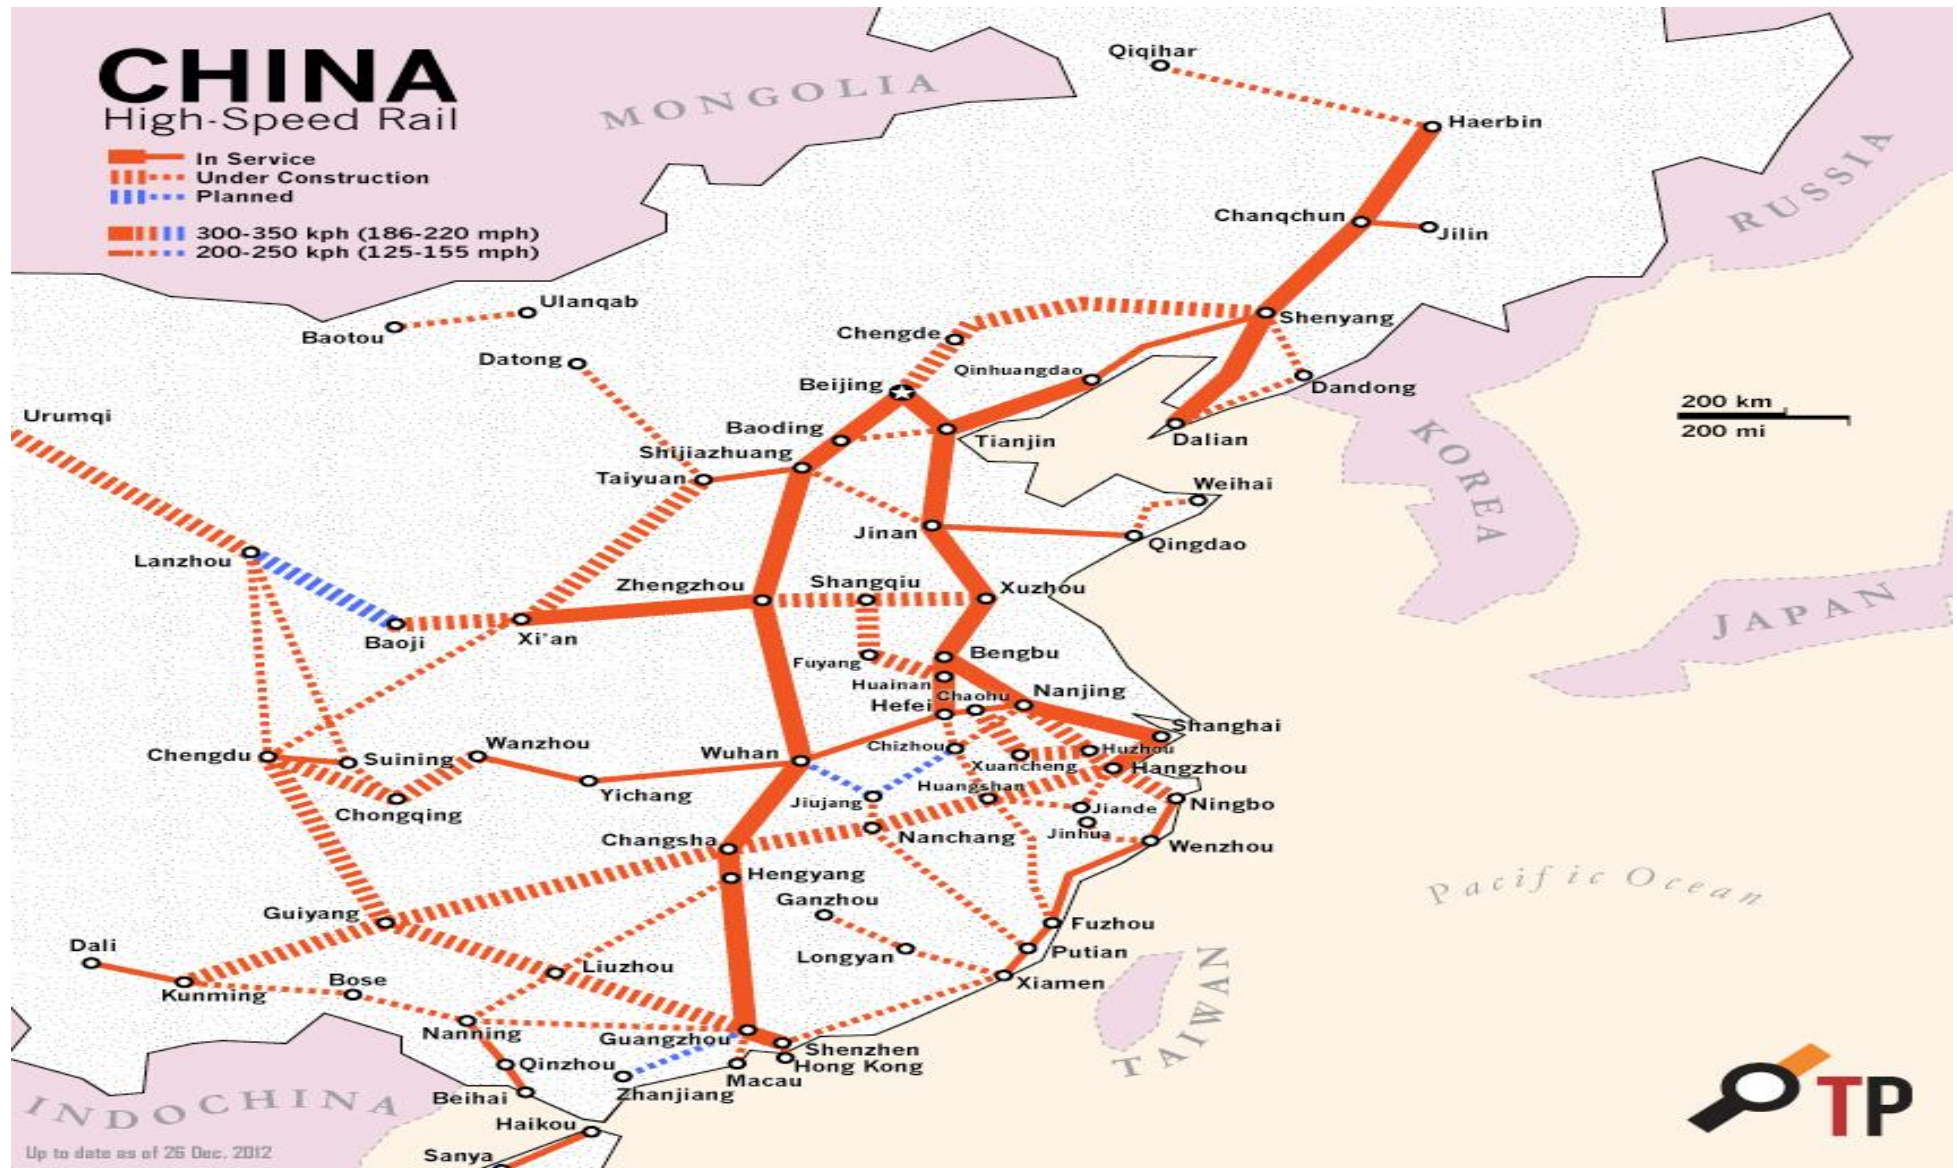 CHINA
High-Speed Rail
In Service
Under Construction
Planned
300-350 kph (186-220 mph)
200-250 kph (125-155 mph)
MONGOLIA
RUSSIA
KOREA
JAPAN
TAIWAN
INDOCHINA
Pacific Ocean
200 km
200 mi
Qiqihar
Haerbin
Chanqchun
Jilin
Ulanqab
Baotou
Shenyang
Chengde
Datong
Qinhuangdao
Beijing
Dandong
Urumqi
Baoding
Tianjin
Dalian
Shijiazhuang
Taiyuan
Weihai
Jinan
Qingdao
Lanzhou
Zhengzhou
Shangqiu
Xuzhou
Baoji
Xi'an
Bengbu
Fuyang
Huainan
Chaohu
Nanjing
Hefei
Shanghai
Chengdu
Suining
Wanzhou
Wuhan
Chizhou
Huzhou
Xuancheng
Hangzhou
Yichang
Huangshan
Jiujang
Jiande
Ningbo
Chongqing
Changsha
Nanchang
Jinhua
Wenzhou
Hengyang
Ganzhou
Guiyang
Fuzhou
Dali
Longyan
Putian
Liuzhou
Kunming
Bose
Xiamen
Nanning
Guangzhou
Shenzhen
Qinzhou
Hong Kong
Macau
Beihai
Zhanjiang
Haikou
Sanya
Up to date as of 26 Dec. 2012
TP